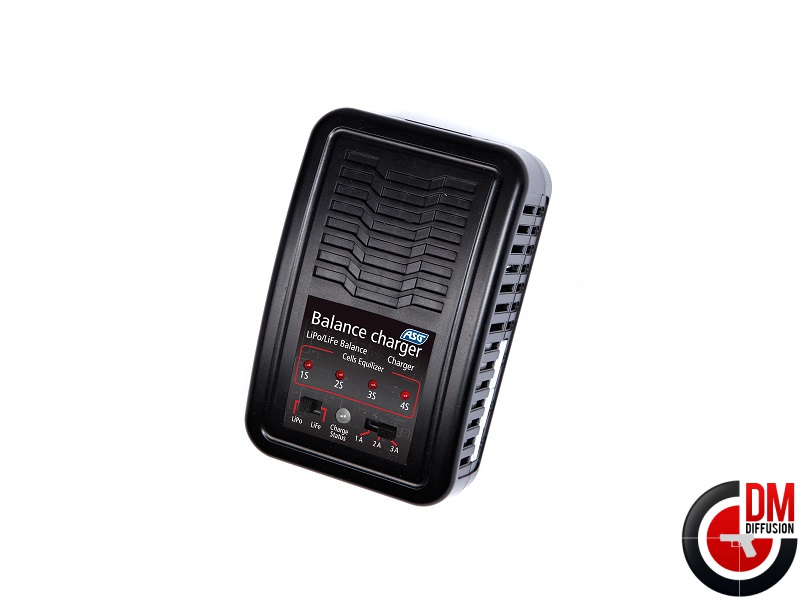 Balance charger
ASG
LiPo/LiFe Balance Charger
Cells Equilizer
1S 2S 3S 4S
LiPo LiFe
Charge
Status
1A 2A 3A
DM
DIFFUSION